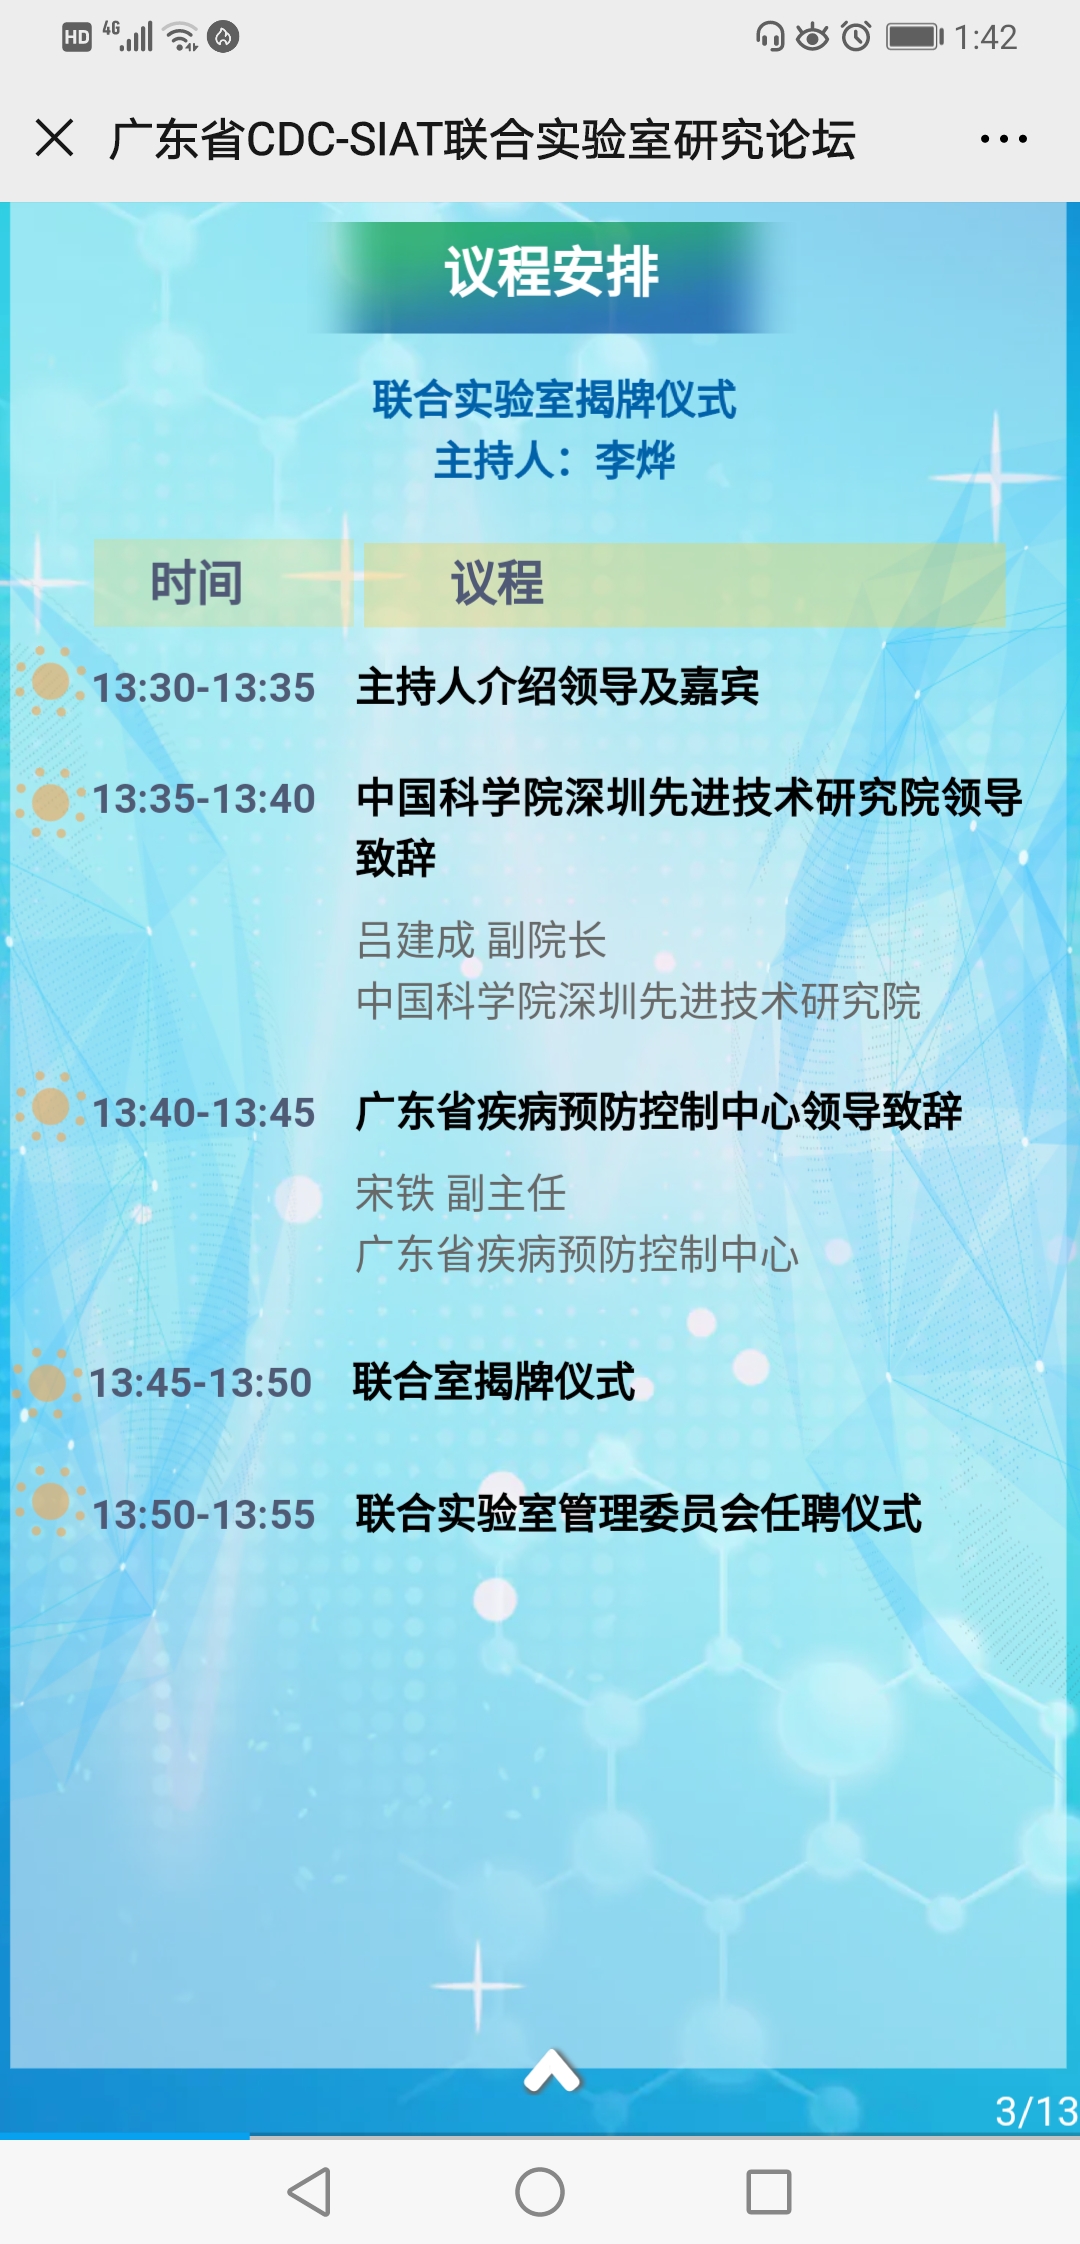 HD 4G 1:42
广东省CDC-SIAT联合实验室研究论坛
议程安排
联合实验室揭牌仪式
主持人：李烨
时间 议程
13:30-13:35 主持人介绍领导及嘉宾
13:35-13:40 中国科学院深圳先进技术研究院领导
致辞
吕建成 副院长
中国科学院深圳先进技术研究院
13:40-13:45 广东省疾病预防控制中心领导致辞
宋铁 副主任
广东省疾病预防控制中心
13:45-13:50 联合室揭牌仪式
13:50-13:55 联合实验室管理委员会任聘仪式
3/13